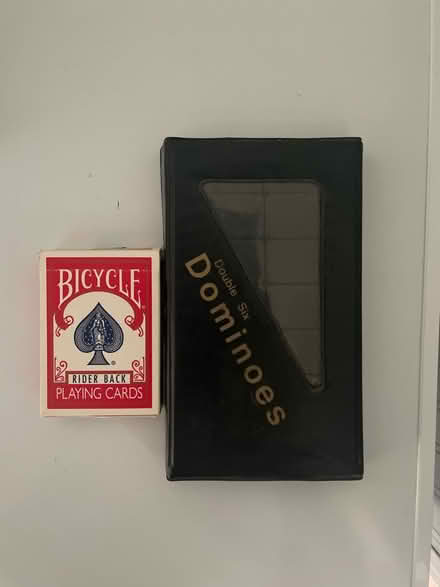 BICYCLE
®
RIDER BACK
PLAYING CARDS
Double Six
Dominoes